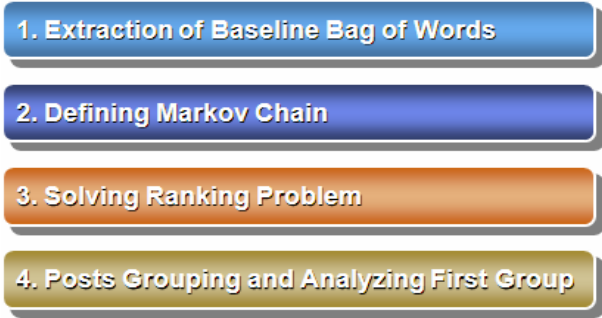 1. Extraction of Baseline Bag of Words
2. Defining Markov Chain
3. Solving Ranking Problem
4. Posts Grouping and Analyzing First Group